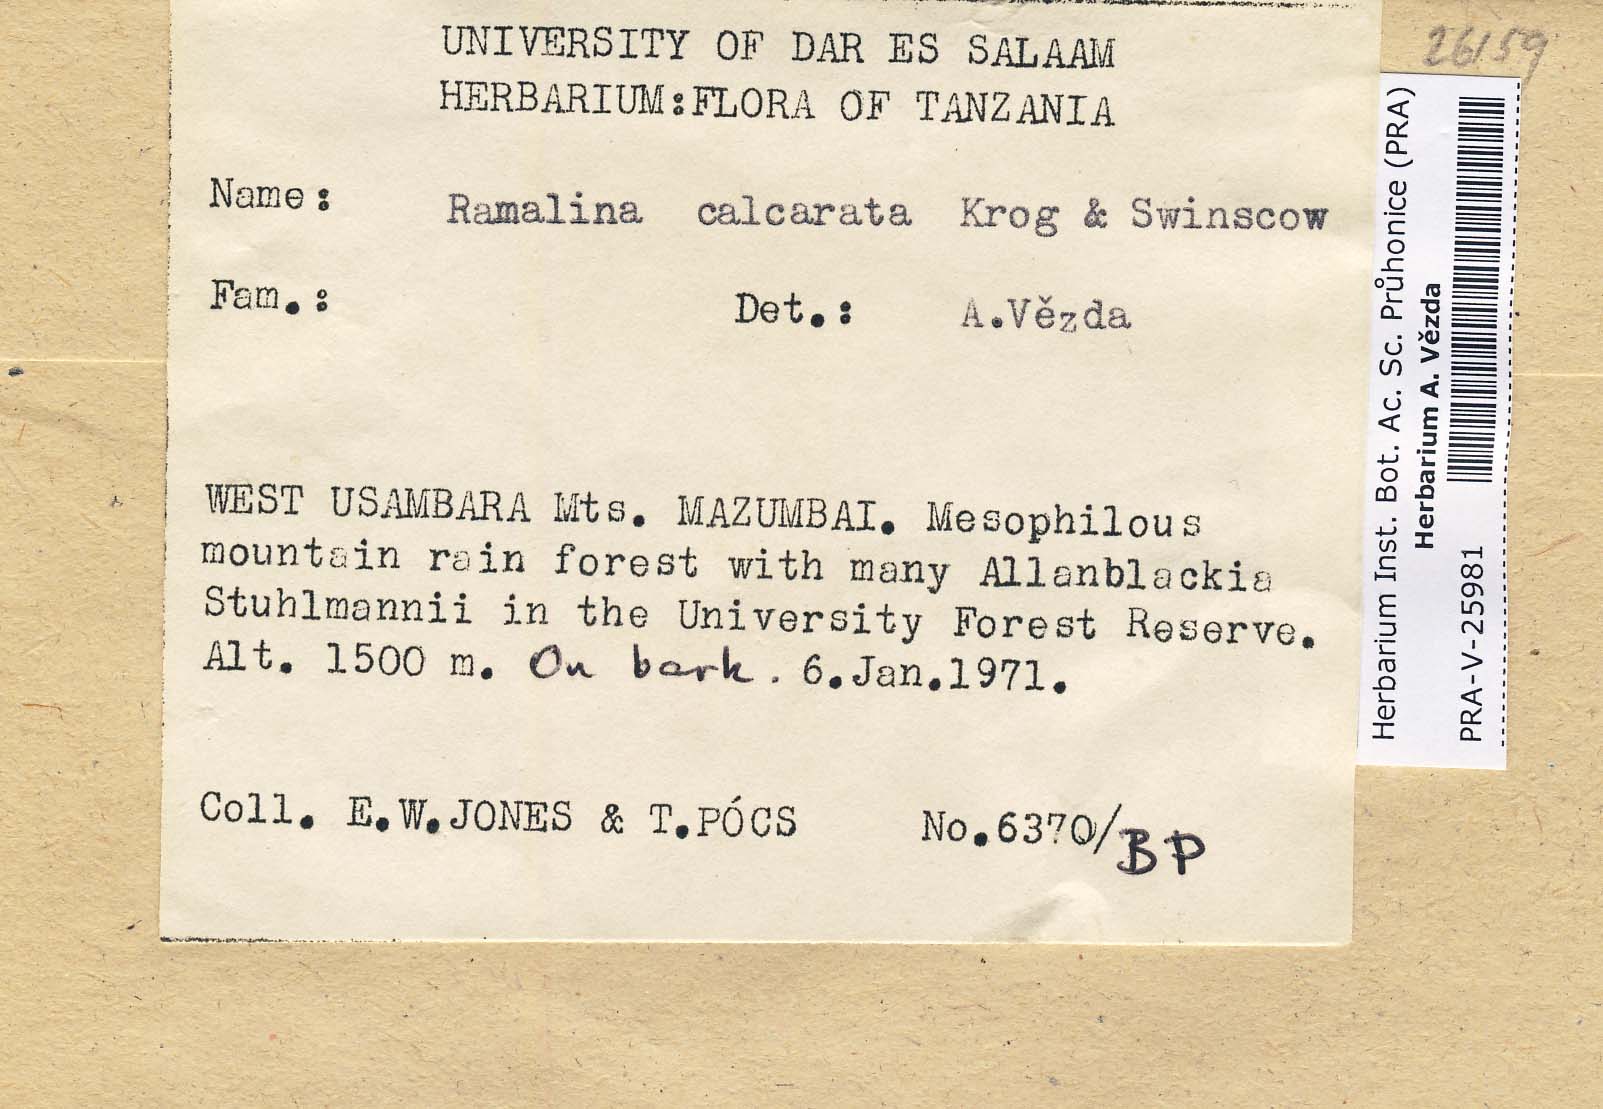 UNIVERSITY OF DAR ES SALAAM
HERBARIUM:FLORA OF TANZANIA
Name: Ramalina calcarata Krog & Swinscow
Fam.: Det.: A.Vězda
WEST USAMBARA Mts. MAZUMBAI. Mesophilous
mountain rain forest with many Allanblackia
Stuhlmannii in the University Forest Reserve.
Alt. 1500 m. On bark. 6.Jan.1971.
Coll. E.W.JONES & T.PÓCS No.6370/BP
26159
Herbarium Inst. Bot. Ac. Sc. Průhonice (PRA)
Herbarium A. Vězda
PRA-V-25981